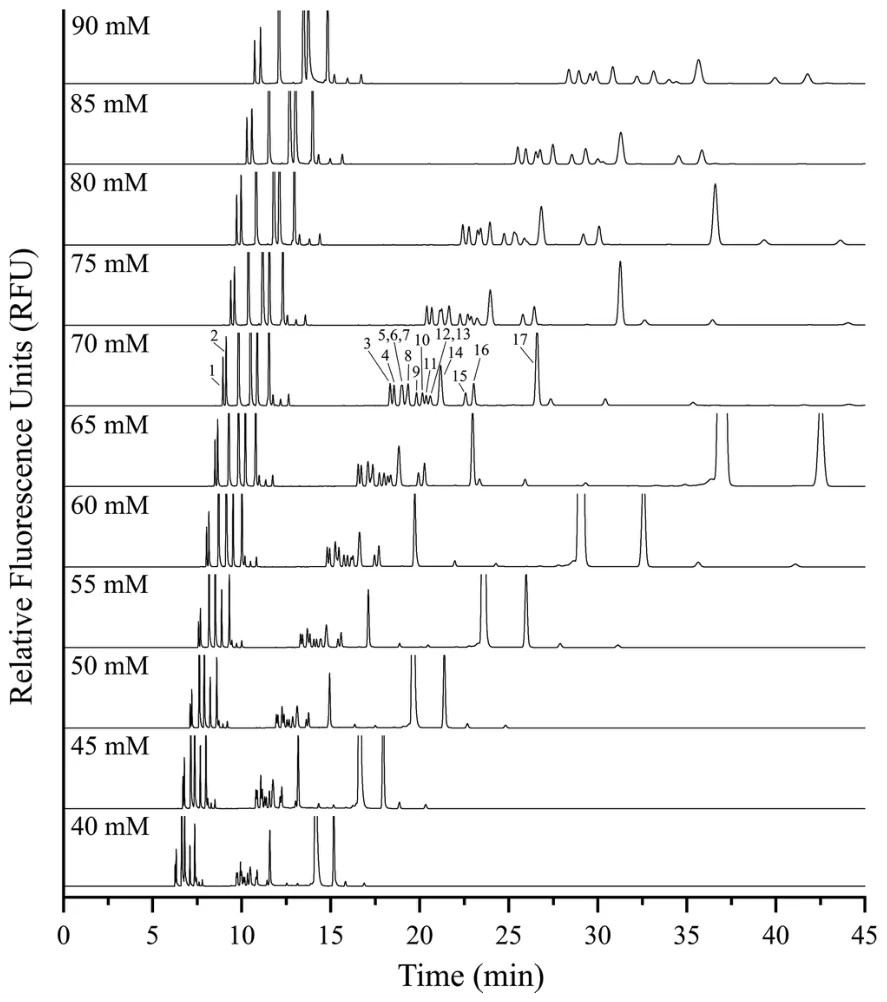 90 mM
85 mM
80 mM
75 mM
70 mM
2
1
3
4
5,6,7
8
9
10
11
12,13
14
15
16
17
65 mM
60 mM
55 mM
50 mM
45 mM
40 mM
Relative Fluorescence Units (RFU)
0 5 10 15 20 25 30 35 40 45
Time (min)